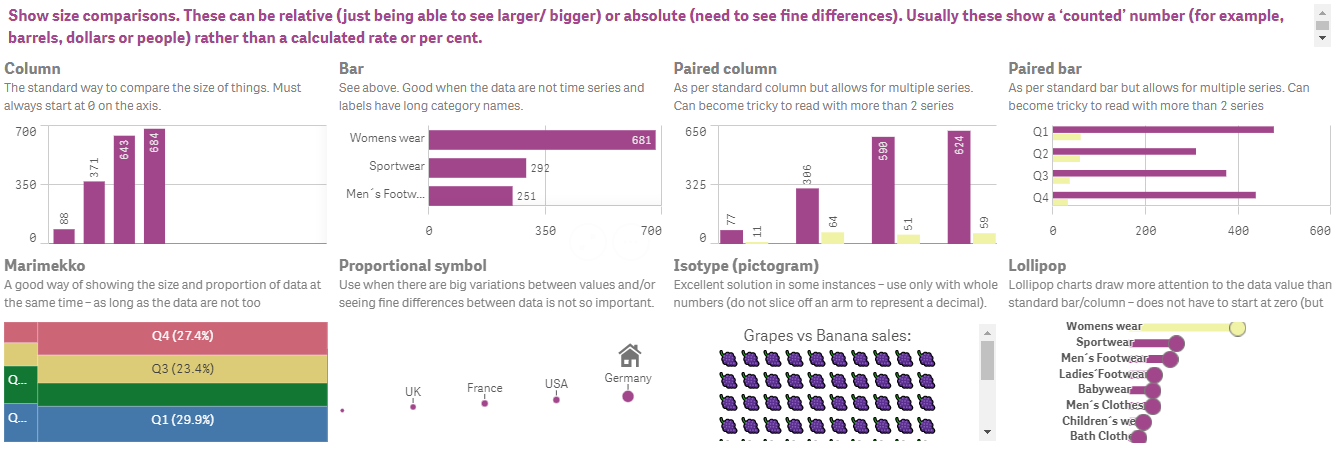 Show size comparisons. These can be relative (just being able to see larger/ bigger) or absolute (need to see fine differences). Usually these show a ‘counted’ number (for example,
barrels, dollars or people) rather than a calculated rate or per cent.
Column
The standard way to compare the size of things. Must
always start at 0 on the axis.
700
350
0
88
371
643
684
Bar
See above. Good when the data are not time series and
labels have long category names.
Womens wear
681
Sportwear
292
Men´s Footw...
251
0
350
700
Paired column
As per standard column but allows for multiple series.
Can become tricky to read with more than 2 series
650
325
0
77
11
306
64
590
51
624
59
Paired bar
As per standard bar but allows for multiple series. Can
become tricky to read with more than 2 series
Q1
Q2
Q3
Q4
0
200
400
600
Marimekko
A good way of showing the size and proportion of data at
the same time – as long as the data are not too
Q4 (27.4%)
Q3 (23.4%)
Q...
Q...
Q1 (29.9%)
Proportional symbol
Use when there are big variations between values and/or
seeing fine differences between data is not so important.
UK
France
USA
Germany
Isotype (pictogram)
Excellent solution in some instances – use only with whole
numbers (do not slice off an arm to represent a decimal).
Grapes vs Banana sales:
Lollipop
Lollipop charts draw more attention to the data value than
standard bar/column – does not have to start at zero (but
Womens wear
Sportwear
Men´s Footwear
Ladies´Footwear
Babywear
Men´s Clothes
Children´s we
Bath Clothe